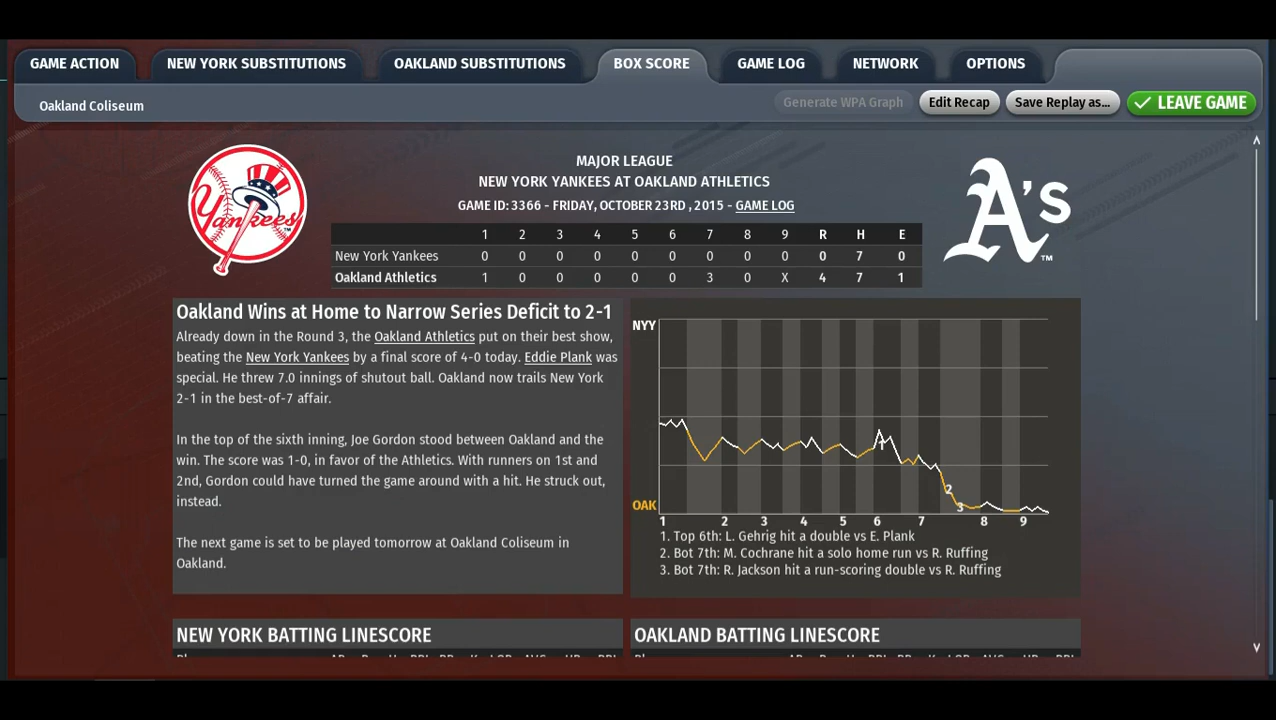 GAME ACTION NEW YORK SUBSTITUTIONS OAKLAND SUBSTITUTIONS BOX SCORE GAME LOG NETWORK OPTIONS
Oakland Coliseum Generate WPA Graph Edit Recap Save Replay as... LEAVE GAME
Yankees
A's
MAJOR LEAGUE
NEW YORK YANKEES AT OAKLAND ATHLETICS
GAME ID: 3366 - FRIDAY, OCTOBER 23RD , 2015 - GAME LOG
1 2 3 4 5 6 7 8 9 R H E
New York Yankees 0 0 0 0 0 0 0 0 0 0 7 0
Oakland Athletics 1 0 0 0 0 0 3 0 X 4 7 1
Oakland Wins at Home to Narrow Series Deficit to 2-1
Already down in the Round 3, the Oakland Athletics put on their best show,
beating the New York Yankees by a final score of 4-0 today. Eddie Plank was
special. He threw 7.0 innings of shutout ball. Oakland now trails New York
2-1 in the best-of-7 affair.
In the top of the sixth inning, Joe Gordon stood between Oakland and the
win. The score was 1-0, in favor of the Athletics. With runners on 1st and
2nd, Gordon could have turned the game around with a hit. He struck out,
instead.
The next game is set to be played tomorrow at Oakland Coliseum in
Oakland.
NYY
1
2
3
OAK
1 2 3 4 5 6 7 8 9
1. Top 6th: L. Gehrig hit a double vs E. Plank
2. Bot 7th: M. Cochrane hit a solo home run vs R. Ruffing
3. Bot 7th: R. Jackson hit a run-scoring double vs R. Ruffing
NEW YORK BATTING LINESCORE
OAKLAND BATTING LINESCORE